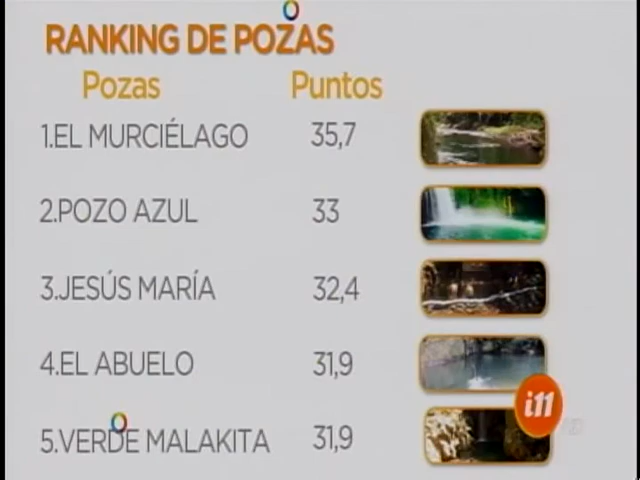 RANKING DE POZAS
Pozas Puntos
1.EL MURCIÉLAGO 35,7
2.POZO AZUL 33
3.JESÚS MARÍA 32,4
4.EL ABUELO 31,9
5.VERDE MALAKITA 31,9
i11